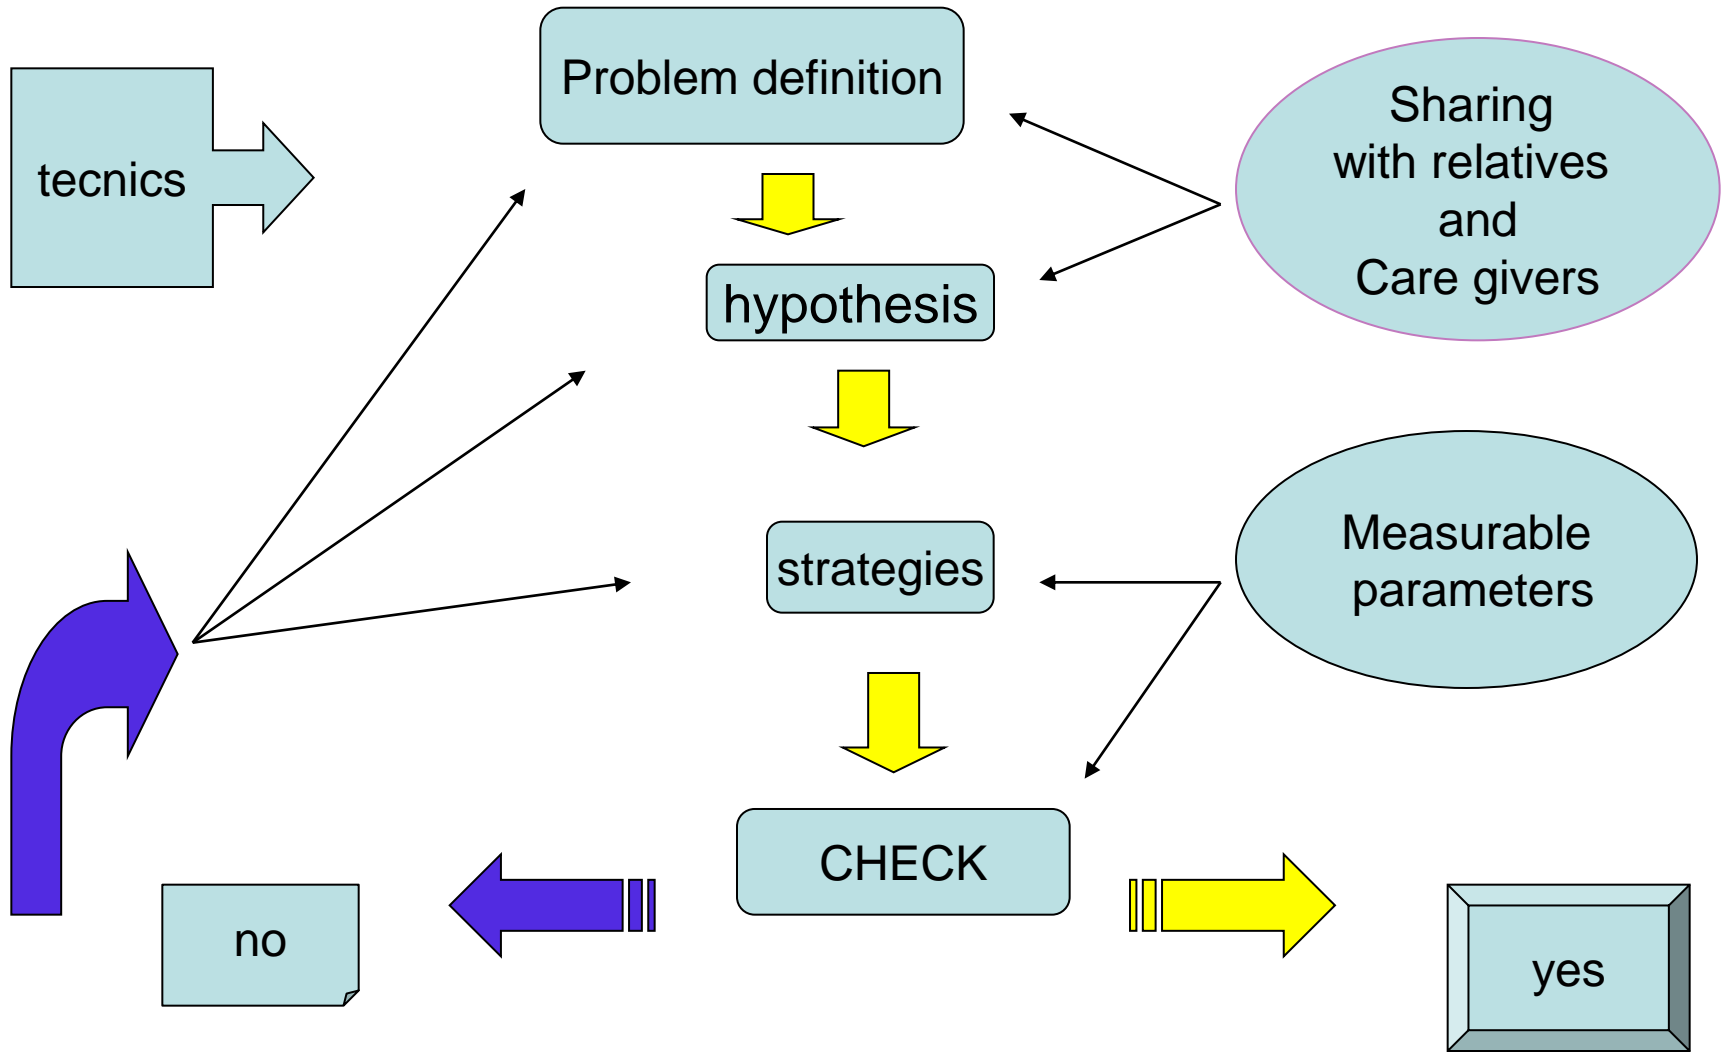 Problem definition
tecnics
Sharing
with relatives
and
Care givers
hypothesis
Measurable
parameters
strategies
CHECK
no
yes